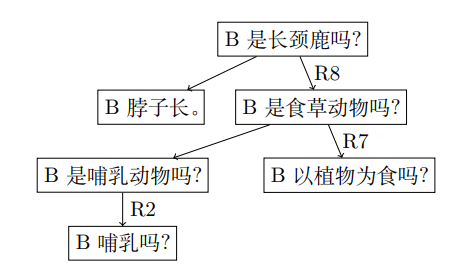 B 是长颈鹿吗?
R8
B 脖子长。
B 是食草动物吗?
R7
B 是哺乳动物吗?
B 以植物为食吗?
R2
B 哺乳吗?